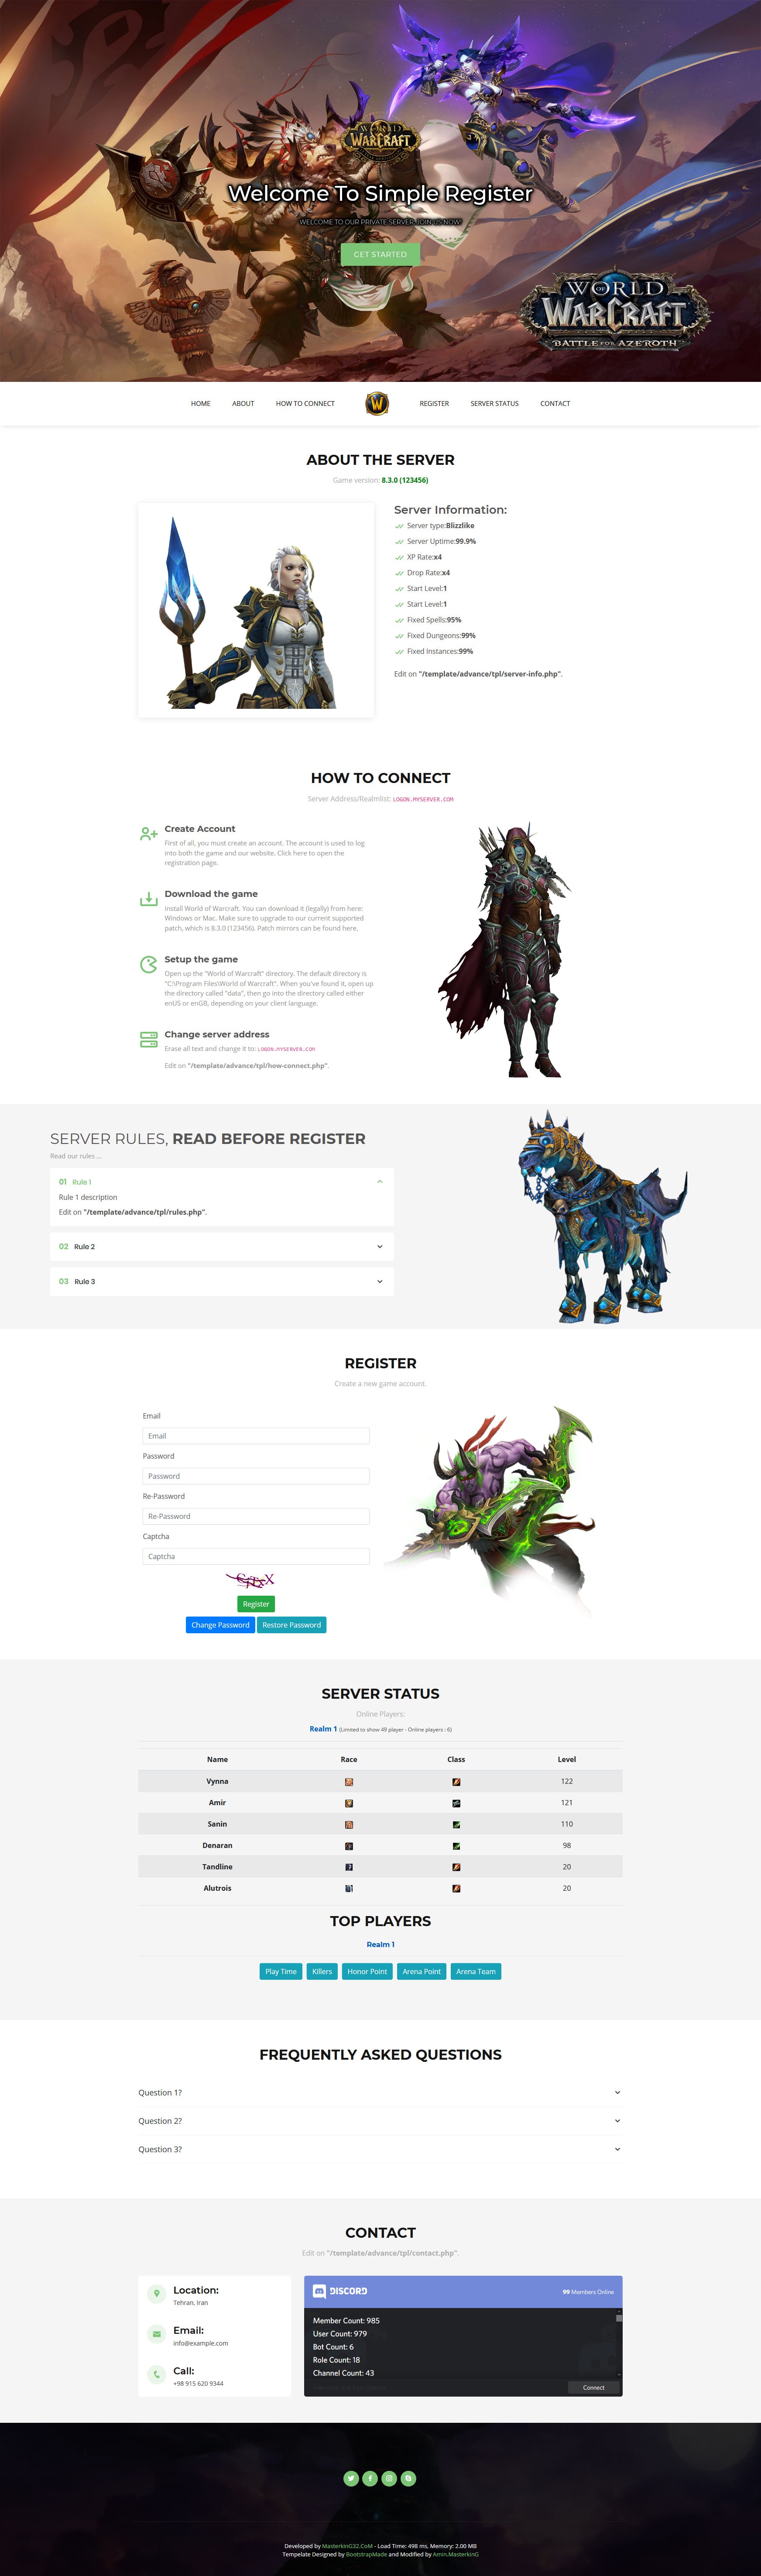 WORLD
OF
WARCRAFT
Welcome To Simple Register
WELCOME TO OUR PRIVATE SERVER, JOIN US NOW!
GET STARTED
WORLD
OF
WARCRAFT
BATTLE FOR AZEROTH
HOME ABOUT HOW TO CONNECT W REGISTER SERVER STATUS CONTACT
ABOUT THE SERVER
Game version: 8.3.0 (123456)
Server Information:
Server type:Blizzlike
Server Uptime:99.9%
XP Rate:x4
Drop Rate:x4
Start Level:1
Start Level:1
Fixed Spells:95%
Fixed Dungeons:99%
Fixed Instances:99%
Edit on "/template/advance/tpl/server-info.php".
HOW TO CONNECT
Server Address/Realmlist: LOGON.MYSERVER.COM
Create Account
First of all, you must create an account. The account is used to log
into both the game and our website. Click here to open the
registration page.
Download the game
Install World of Warcraft. You can download it (legally) from here:
Windows or Mac. Make sure to upgrade to our current supported
patch, which is 8.3.0 (123456). Patch mirrors can be found here.
Setup the game
Open up the "World of Warcraft" directory. The default directory is
"C:\Program Files\World of Warcraft". When you've found it, open up
the directory called "data", then go into the directory called either
enUS or enGB, depending on your client language.
Change server address
Erase all text and change it to: LOGON.MYSERVER.COM
Edit on "/template/advance/tpl/how-connect.php".
SERVER RULES, READ BEFORE REGISTER
Read our rules ...
01 Rule 1
Rule 1 description
Edit on "/template/advance/tpl/rules.php".
02 Rule 2
03 Rule 3
REGISTER
Create a new game account.
Email
Email
Password
Password
Re-Password
Re-Password
Captcha
Captcha
Register
Change Password Restore Password
SERVER STATUS
Online Players:
Realm 1 (Limited to show 49 player - Online players : 6)
Name Race Class Level
Vynna 122
Amir 121
Sanin 110
Denaran 98
Tandline 20
Alutrois 20
TOP PLAYERS
Realm 1
Play Time Killers Honor Point Arena Point Arena Team
FREQUENTLY ASKED QUESTIONS
Question 1?
Question 2?
Question 3?
CONTACT
Edit on "/template/advance/tpl/contact.php".
Location:
Tehran, Iran
Email:
info@example.com
Call:
+98 915 620 9344
DISCORD 99 Members Online
Member Count: 985
User Count: 979
Bot Count: 6
Role Count: 18
Channel Count: 43
Connect
Developed by MasterkinG32.CoM - Load Time: 498 ms, Memory: 2.00 MB
Tempelate Designed by BootstrapMade and Modified by Amin.MasterkinG